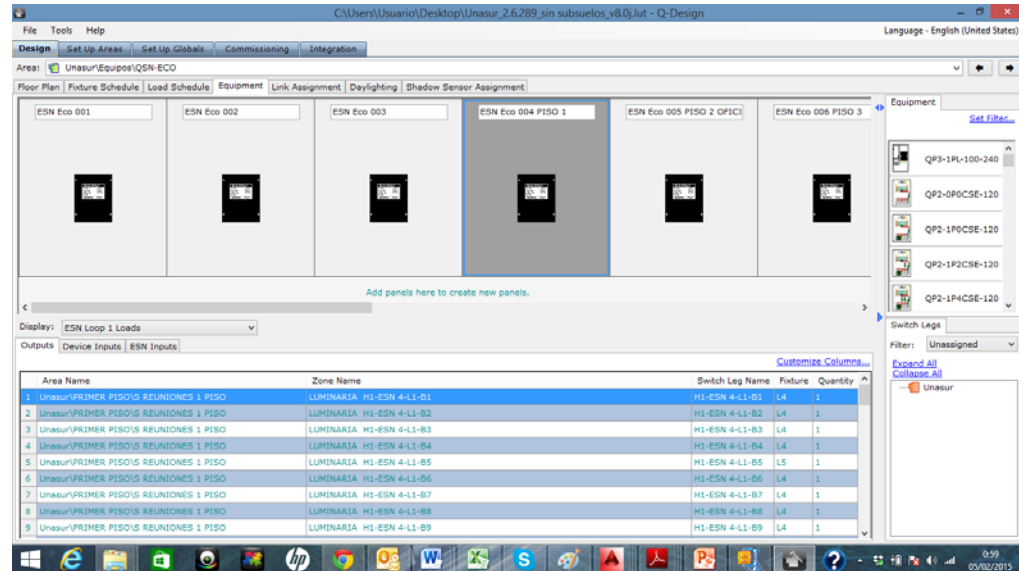 C:\Users\Usuario\Desktop\Unasur_2.6.289_sin subsuelos_v8.0j.lut - Q-Design
File Tools Help Language - English (United States)
Design Set Up Areas Set Up Globals Commissioning Integration
Area: Unasur\Equipos\QSN-ECO
Floor Plan Fixture Schedule Load Schedule Equipment Link Assignment Daylighting Shadow Sensor Assignment
ESN Eco 001 ESN Eco 002 ESN Eco 003 ESN Eco 004 PISO 1 ESN Eco 005 PISO 2 OFICI ESN Eco 006 PISO 3
Add panels here to create new panels.
Equipment
Set Filter...
QP3-1PL-100-240
QP2-0P0CSE-120
QP2-1P0CSE-120
QP2-1P2CSE-120
QP2-1P4CSE-120
Display: ESN Loop 1 Loads
Outputs Device Inputs ESN Inputs
Customize Columns...
Area Name Zone Name Switch Leg Name Fixture Quantity
1 Unasur\PRIMER PISO\S REUNIONES 1 PISO LUMINARIA H1-ESN 4-L1-B1 H1-ESN 4-L1-B1 L4 1
2 Unasur\PRIMER PISO\S REUNIONES 1 PISO LUMINARIA H1-ESN 4-L1-B2 H1-ESN 4-L1-B2 L4 1
3 Unasur\PRIMER PISO\S REUNIONES 1 PISO LUMINARIA H1-ESN 4-L1-B3 H1-ESN 4-L1-B3 L4 1
4 Unasur\PRIMER PISO\S REUNIONES 1 PISO LUMINARIA H1-ESN 4-L1-B4 H1-ESN 4-L1-B4 L4 1
5 Unasur\PRIMER PISO\S REUNIONES 1 PISO LUMINARIA H1-ESN 4-L1-B5 H1-ESN 4-L1-B5 L5 1
6 Unasur\PRIMER PISO\S REUNIONES 1 PISO LUMINARIA H1-ESN 4-L1-B6 H1-ESN 4-L1-B6 L4 1
7 Unasur\PRIMER PISO\S REUNIONES 1 PISO LUMINARIA H1-ESN 4-L1-B7 H1-ESN 4-L1-B7 L4 1
8 Unasur\PRIMER PISO\S REUNIONES 1 PISO LUMINARIA H1-ESN 4-L1-B8 H1-ESN 4-L1-B8 L4 1
9 Unasur\PRIMER PISO\S REUNIONES 1 PISO LUMINARIA H1-ESN 4-L1-B9 H1-ESN 4-L1-B9 L4 1
Switch Legs
Filter: Unassigned
Expand All
Collapse All
Unasur
0:59
05/02/2015